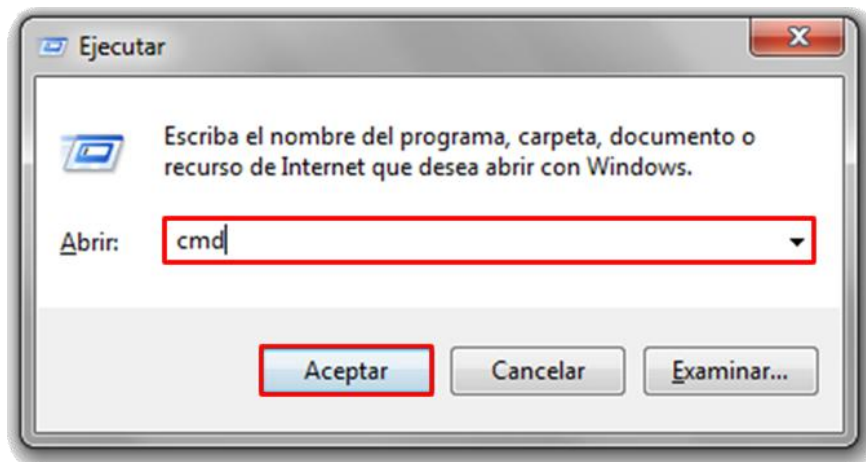 Ejecutar
Escriba el nombre del programa, carpeta, documento o
recurso de Internet que desea abrir con Windows.
Abrir: cmd
Aceptar Cancelar Examinar...